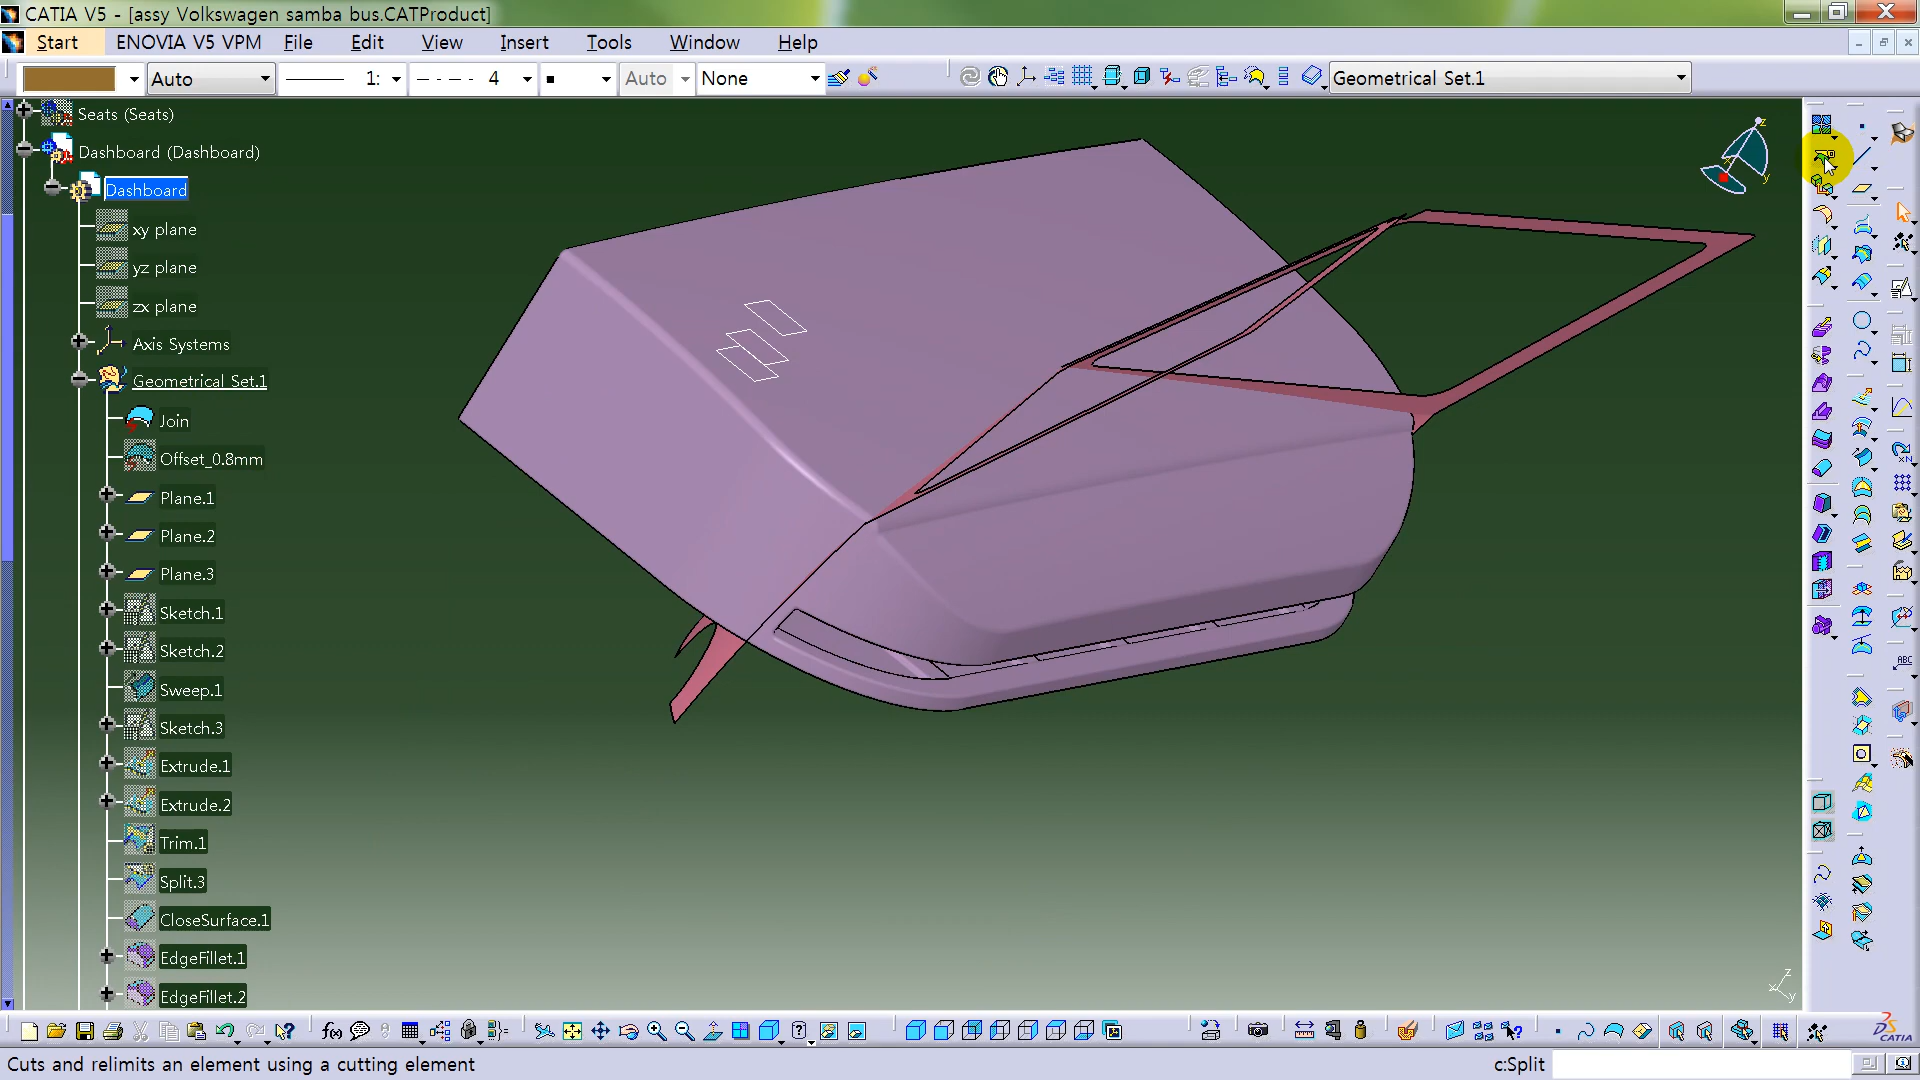 CATIA V5 - [assy Volkswagen samba bus.CATProduct]
Start ENOVIA V5 VPM File Edit View Insert Tools Window Help
Auto 1: 4 Auto None Geometrical Set.1
Seats (Seats)
Dashboard (Dashboard)
Dashboard
xy plane
yz plane
zx plane
Axis Systems
Geometrical Set.1
Join
Offset_0.8mm
Plane.1
Plane.2
Plane.3
Sketch.1
Sketch.2
Sweep.1
Sketch.3
Extrude.1
Extrude.2
Trim.1
Split.3
CloseSurface.1
EdgeFillet.1
EdgeFillet.2
z
y
z
x
y
ABC
f(x)
CATIA
Cuts and relimits an element using a cutting element c:Split